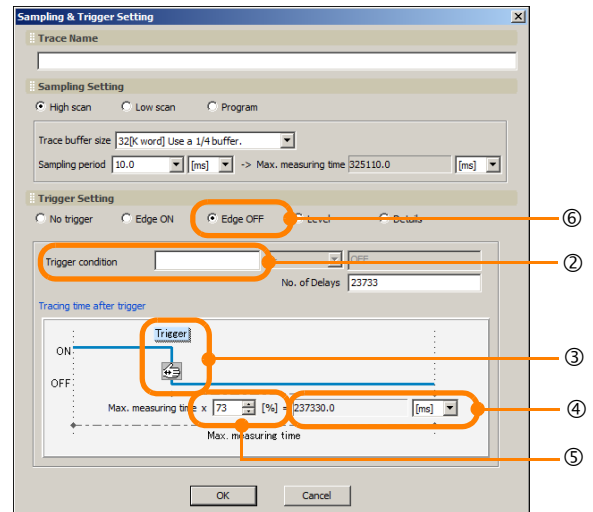 Sampling & Trigger Setting
Trace Name
Sampling Setting
High scan Low scan Program
Trace buffer size 32[K word] Use a 1/4 buffer.
Sampling period 10.0 [ms] -> Max. measuring time 325110.0 [ms]
Trigger Setting
No trigger Edge ON Edge OFF Level Details ⑥
Trigger condition OFF ②
No. of Delays 23733
Tracing time after trigger
Trigger
ON ③
OFF
Max. measuring time x 73 [%] = 237330.0 [ms] ④
Max. measuring time
⑤
OK Cancel